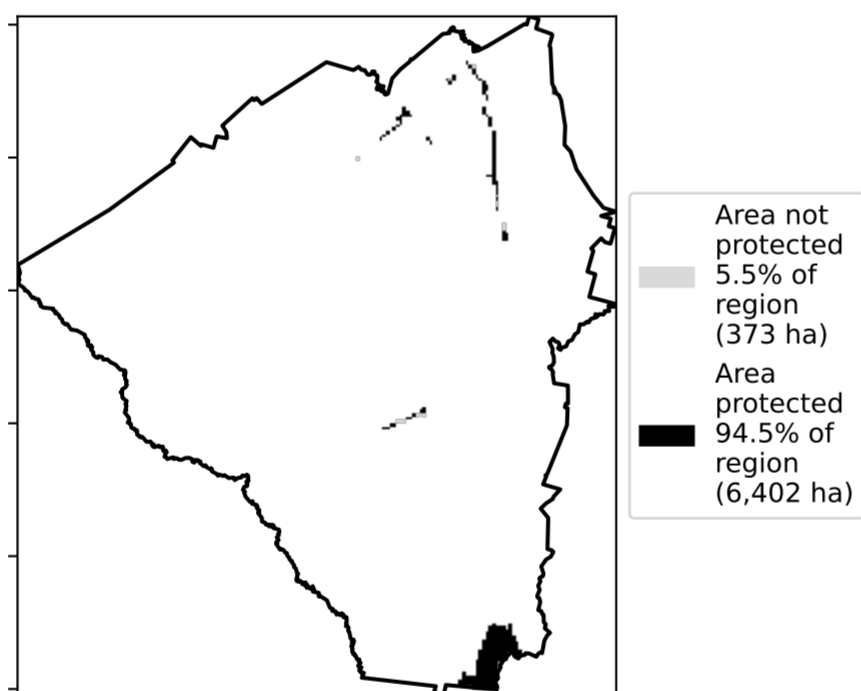 Area not
protected
5.5% of
region
(373 ha)
Area
protected
94.5% of
region
(6,402 ha)